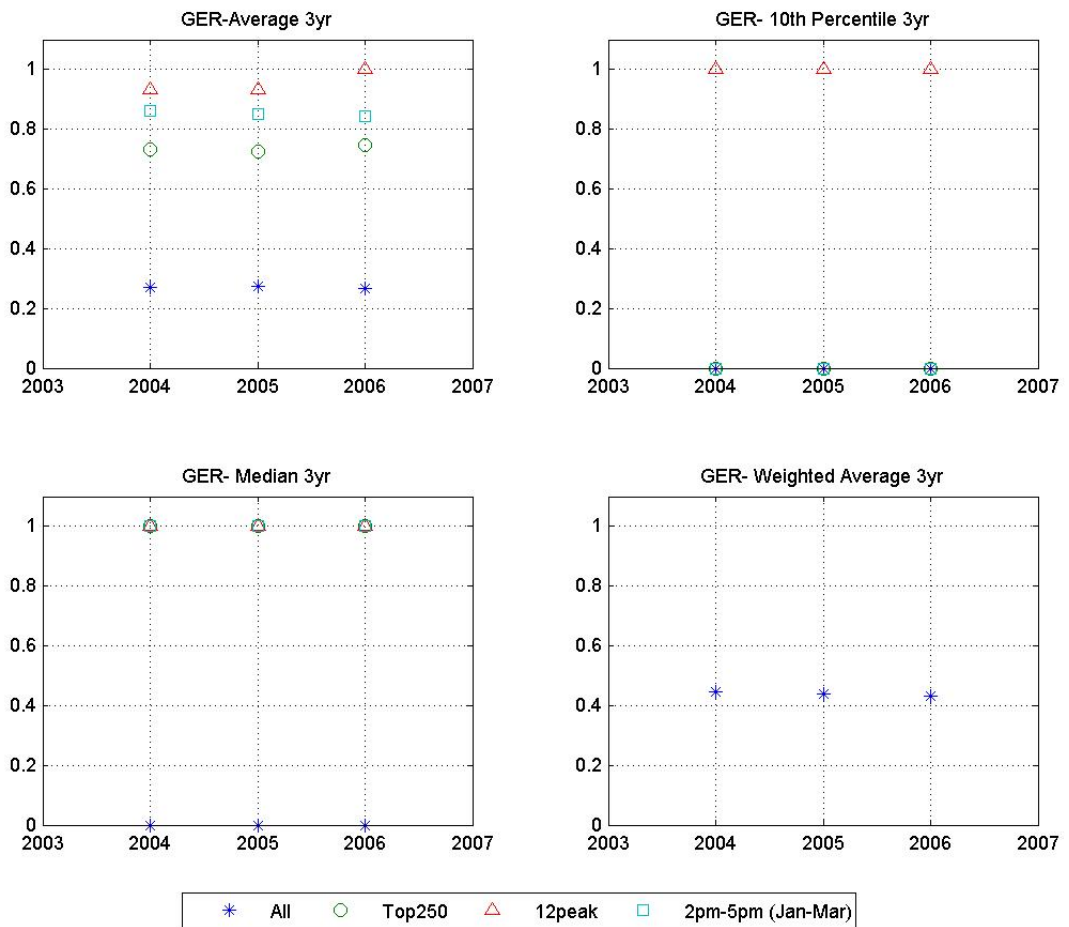 GER-Average 3yr
1
0.8
0.6
0.4
0.2
0
2003 2004 2005 2006 2007
GER- 10th Percentile 3yr
1
0.8
0.6
0.4
0.2
0
2003 2004 2005 2006 2007
GER- Median 3yr
1
0.8
0.6
0.4
0.2
0
2003 2004 2005 2006 2007
GER- Weighted Average 3yr
1
0.8
0.6
0.4
0.2
0
2003 2004 2005 2006 2007
All Top250 12peak 2pm-5pm (Jan-Mar)